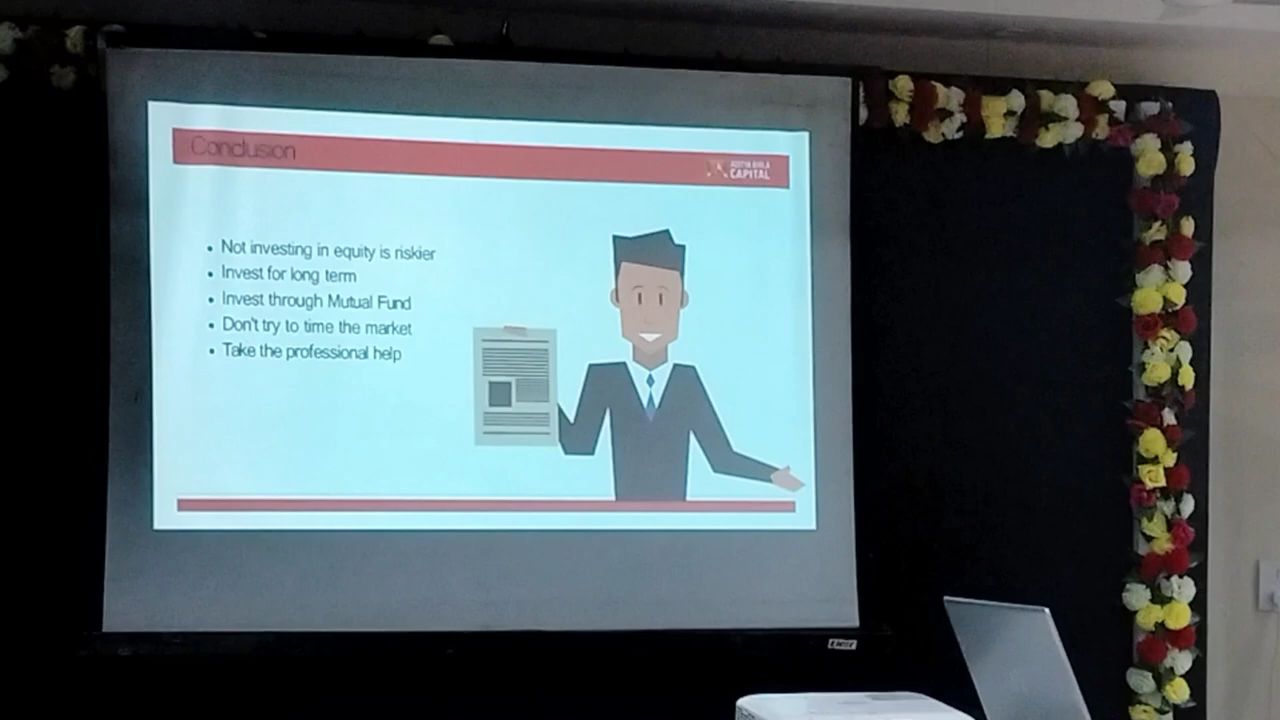 Conclusion
ADITYA BIRLA
CAPITAL
• Not investing in equity is riskier
• Invest for long term
• Invest through Mutual Fund
• Don't try to time the market
• Take the professional help